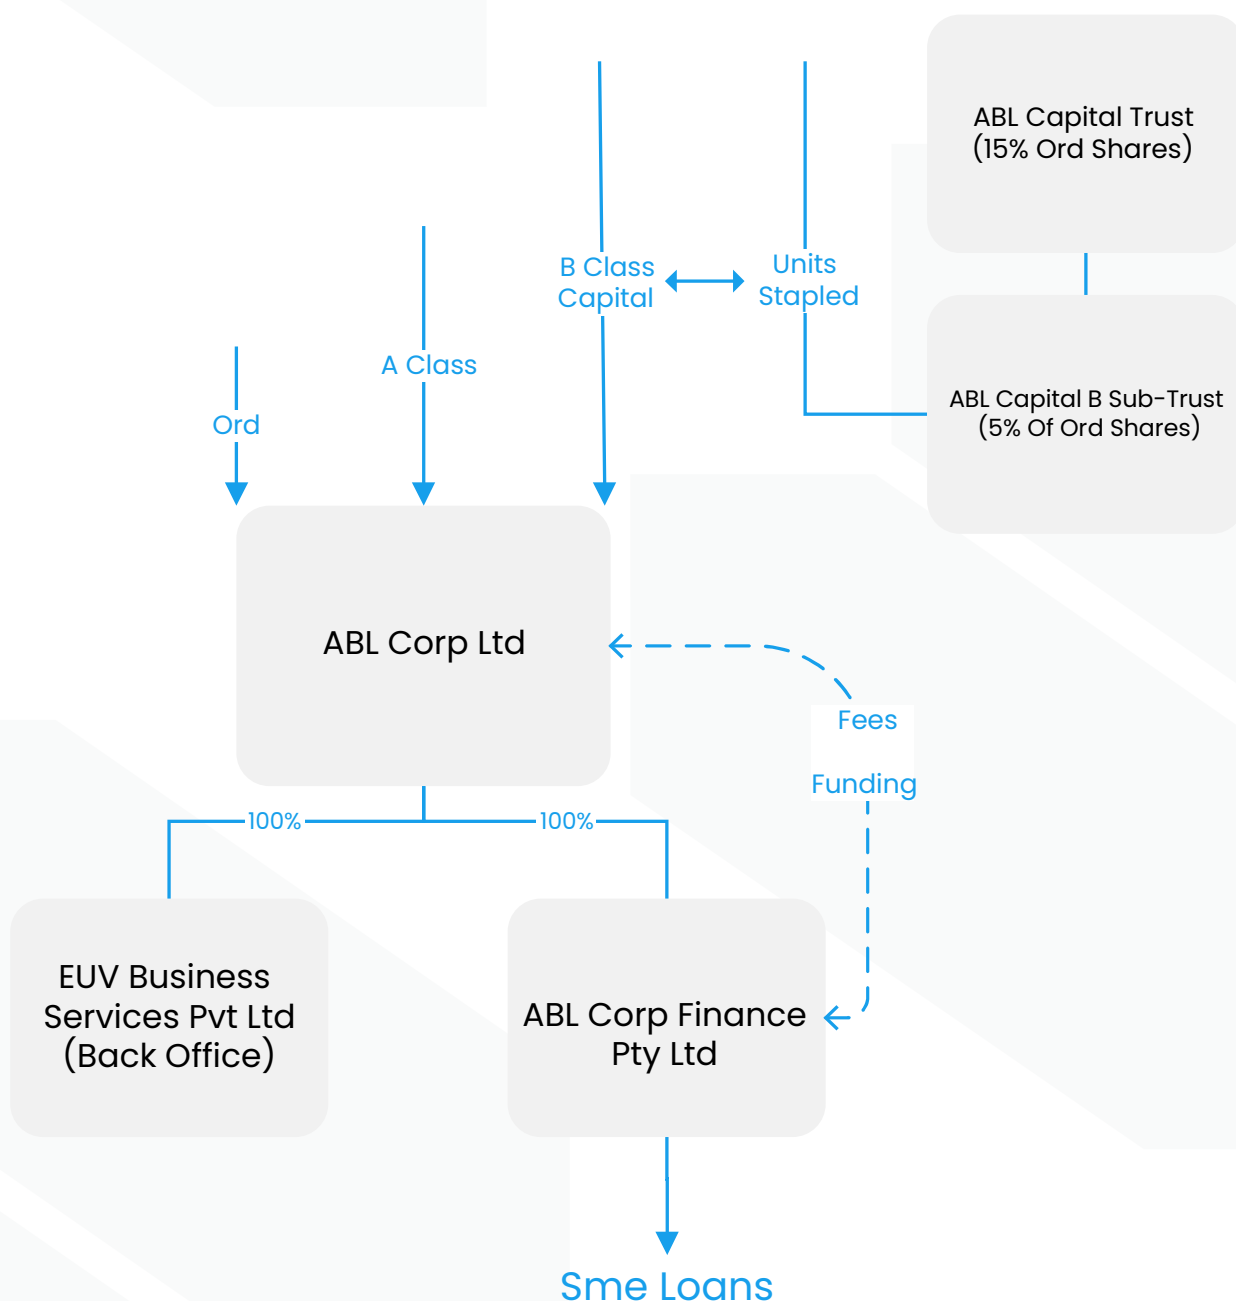 ABL Capital Trust
(15% Ord Shares)
B Class
Capital
Units
Stapled
A Class
Ord
ABL Capital B Sub-Trust
(5% Of Ord Shares)
ABL Corp Ltd
Fees
Funding
100%
100%
EUV Business
Services Pvt Ltd
(Back Office)
ABL Corp Finance
Pty Ltd
Sme Loans